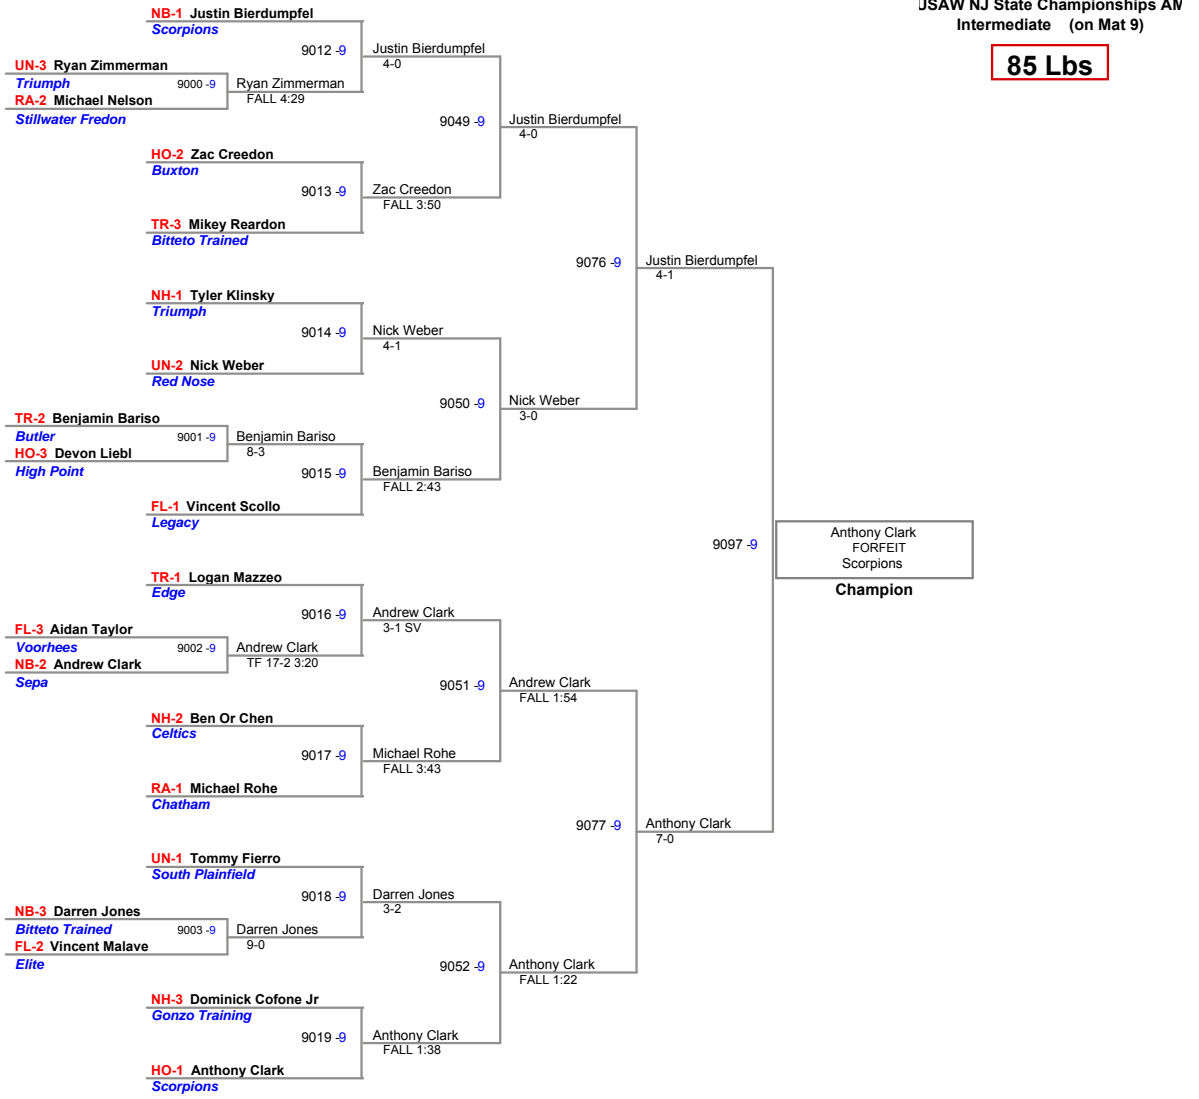 USAW NJ State Championships AM
Intermediate (on Mat 9)
85 Lbs
NB-1 Justin Bierdumpfel
Scorpions
9012 -9
Justin Bierdumpfel
4-0
UN-3 Ryan Zimmerman
Triumph
9000 -9
Ryan Zimmerman
FALL 4:29
RA-2 Michael Nelson
Stillwater Fredon
9049 -9
Justin Bierdumpfel
4-0
HO-2 Zac Creedon
Buxton
9013 -9
Zac Creedon
FALL 3:50
TR-3 Mikey Reardon
Bitteto Trained
9076 -9
Justin Bierdumpfel
4-1
NH-1 Tyler Klinsky
Triumph
9014 -9
Nick Weber
4-1
UN-2 Nick Weber
Red Nose
9050 -9
Nick Weber
3-0
TR-2 Benjamin Bariso
Butler
9001 -9
Benjamin Bariso
8-3
HO-3 Devon Liebl
High Point
9015 -9
Benjamin Bariso
FALL 2:43
FL-1 Vincent Scollo
Legacy
9097 -9
Anthony Clark
FORFEIT
Scorpions
Champion
TR-1 Logan Mazzeo
Edge
9016 -9
Andrew Clark
3-1 SV
FL-3 Aidan Taylor
Voorhees
9002 -9
Andrew Clark
TF 17-2 3:20
NB-2 Andrew Clark
Sepa
9051 -9
Andrew Clark
FALL 1:54
NH-2 Ben Or Chen
Celtics
9017 -9
Michael Rohe
FALL 3:43
RA-1 Michael Rohe
Chatham
9077 -9
Anthony Clark
7-0
UN-1 Tommy Fierro
South Plainfield
9018 -9
Darren Jones
3-2
NB-3 Darren Jones
Bitteto Trained
9003 -9
Darren Jones
9-0
FL-2 Vincent Malave
Elite
9052 -9
Anthony Clark
FALL 1:22
NH-3 Dominick Cofone Jr
Gonzo Training
9019 -9
Anthony Clark
FALL 1:38
HO-1 Anthony Clark
Scorpions